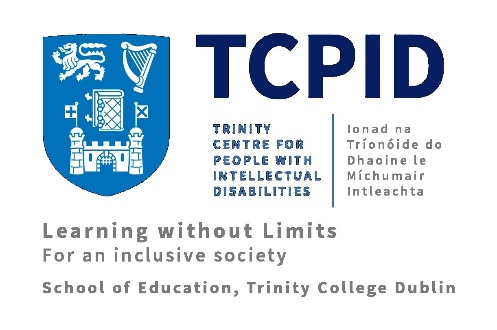 TCPID
TRINITY
CENTRE FOR
PEOPLE WITH
INTELLECTUAL
DISABILITIES
Ionad na
Tríonóide do
Dhaoine le
Míchumair
Intleachta
Learning without Limits
For an inclusive society
School of Education, Trinity College Dublin